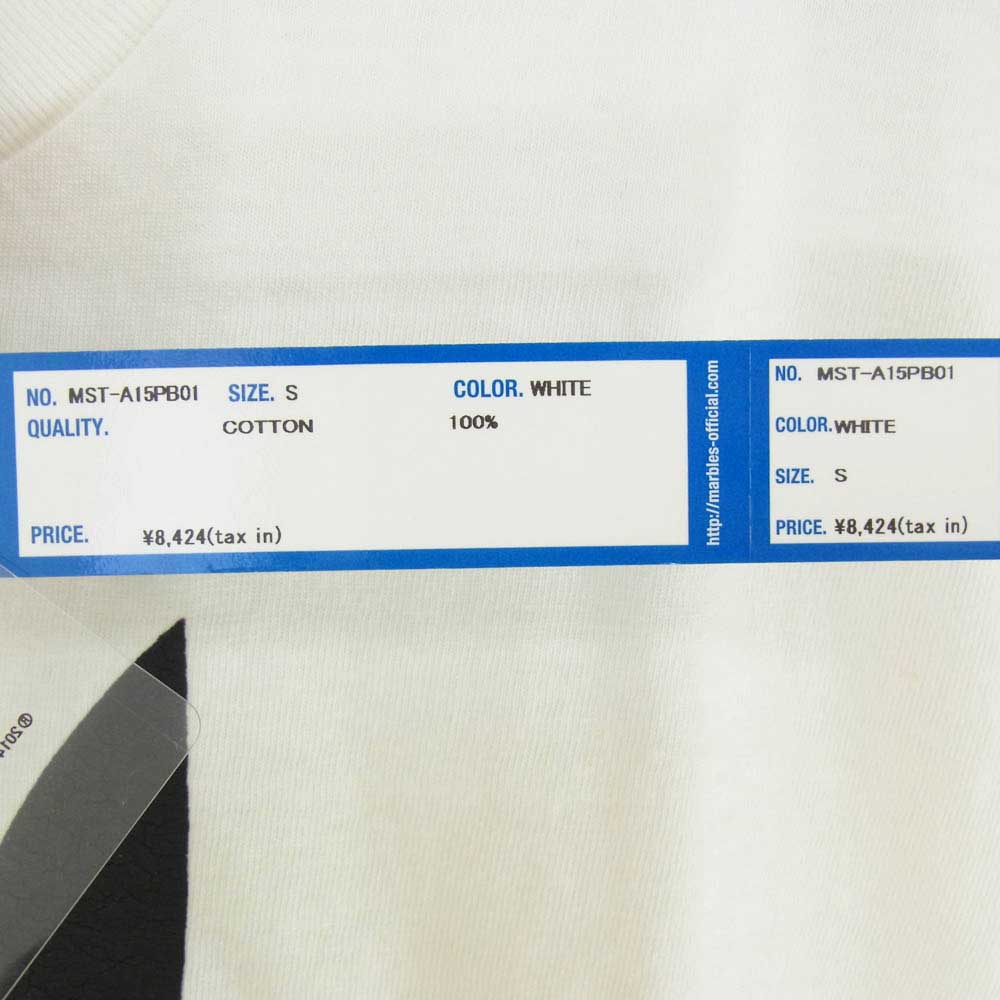 NO. MST-A15PB01 SIZE. S COLOR. WHITE
QUALITY. COTTON 100%
PRICE. ¥8,424(tax in)
http://marbles-official.com
NO. MST-A15PB01
COLOR. WHITE
SIZE. S
PRICE. ¥8,424(tax in)
®2014